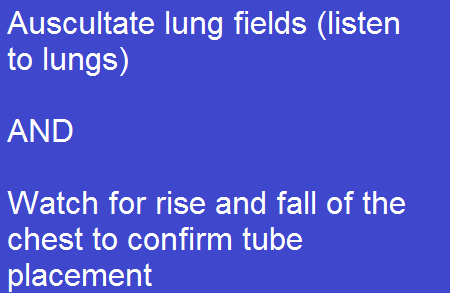 Auscultate lung fields (listen
to lungs)
AND
Watch for rise and fall of the
chest to confirm tube
placement